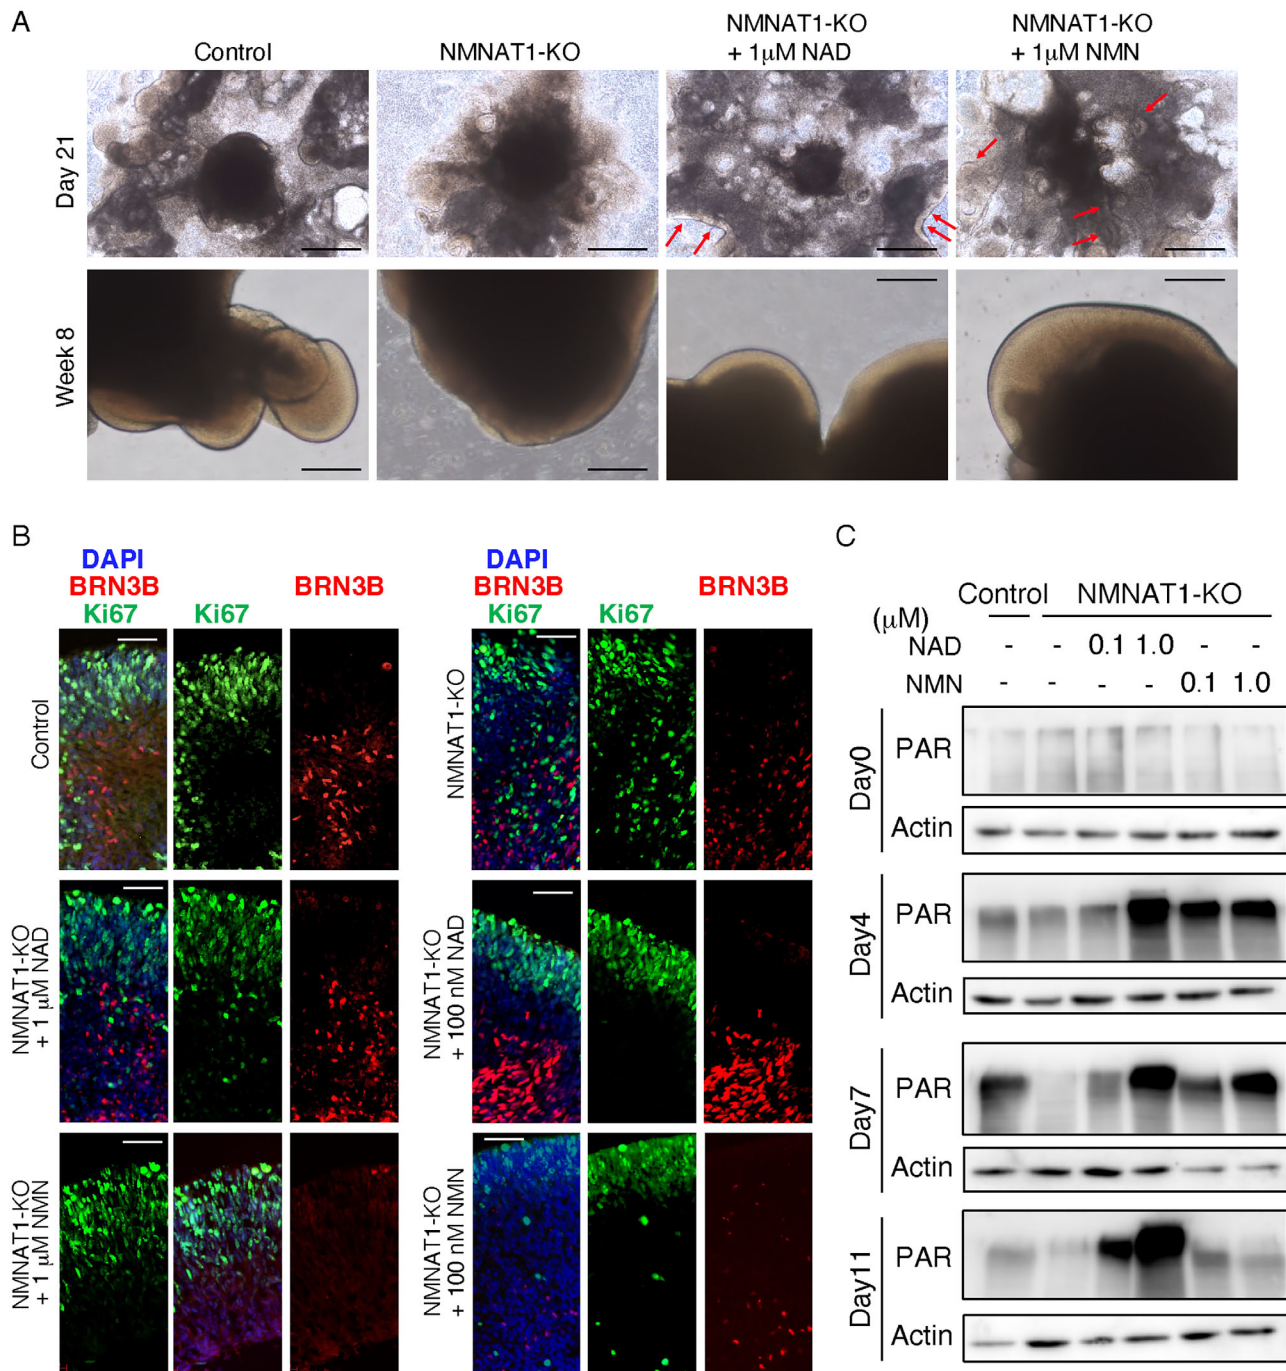 A
Control
NMNAT1-KO
NMNAT1-KO
+ 1μM NAD
NMNAT1-KO
+ 1μM NMN
Day 21
Week 8
B
DAPI
BRN3B
Ki67
Ki67
BRN3B
DAPI
BRN3B
Ki67
Ki67
BRN3B
Control
NMNAT1-KO
NMNAT1-KO
+ 1 μM NAD
NMNAT1-KO
+ 100 nM NAD
NMNAT1-KO
+ 1 μM NMN
NMNAT1-KO
+ 100 nM NMN
C
Control NMNAT1-KO
(μM)
NAD - - 0.1 1.0 - -
NMN - - - - 0.1 1.0
Day0
PAR
Actin
Day4
PAR
Actin
Day7
PAR
Actin
Day11
PAR
Actin